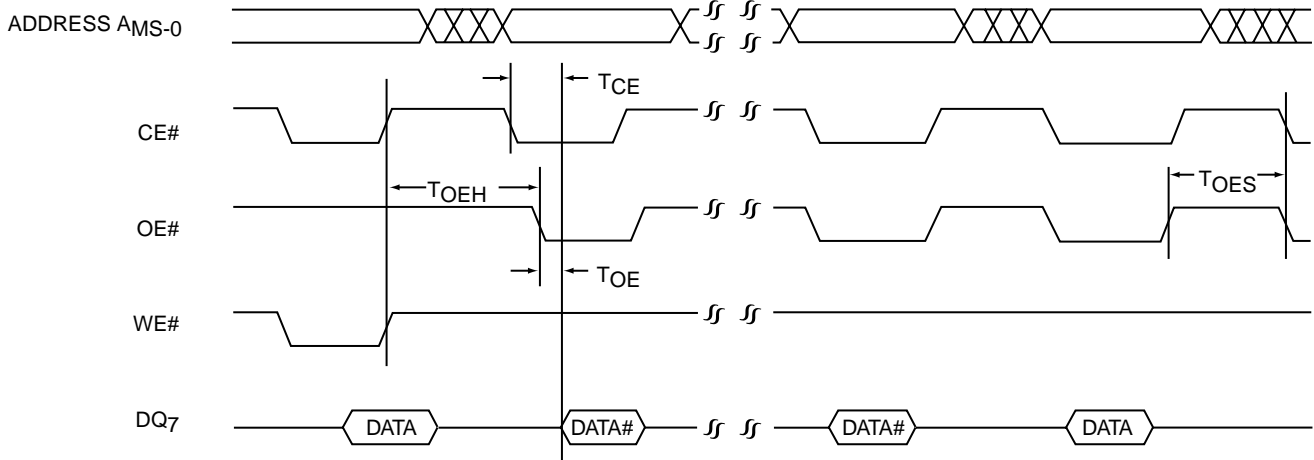 ADDRESS AMS-0
TCE
CE#
TOEH
TOES
OE#
TOE
WE#
DQ7
DATA
DATA#
DATA#
DATA